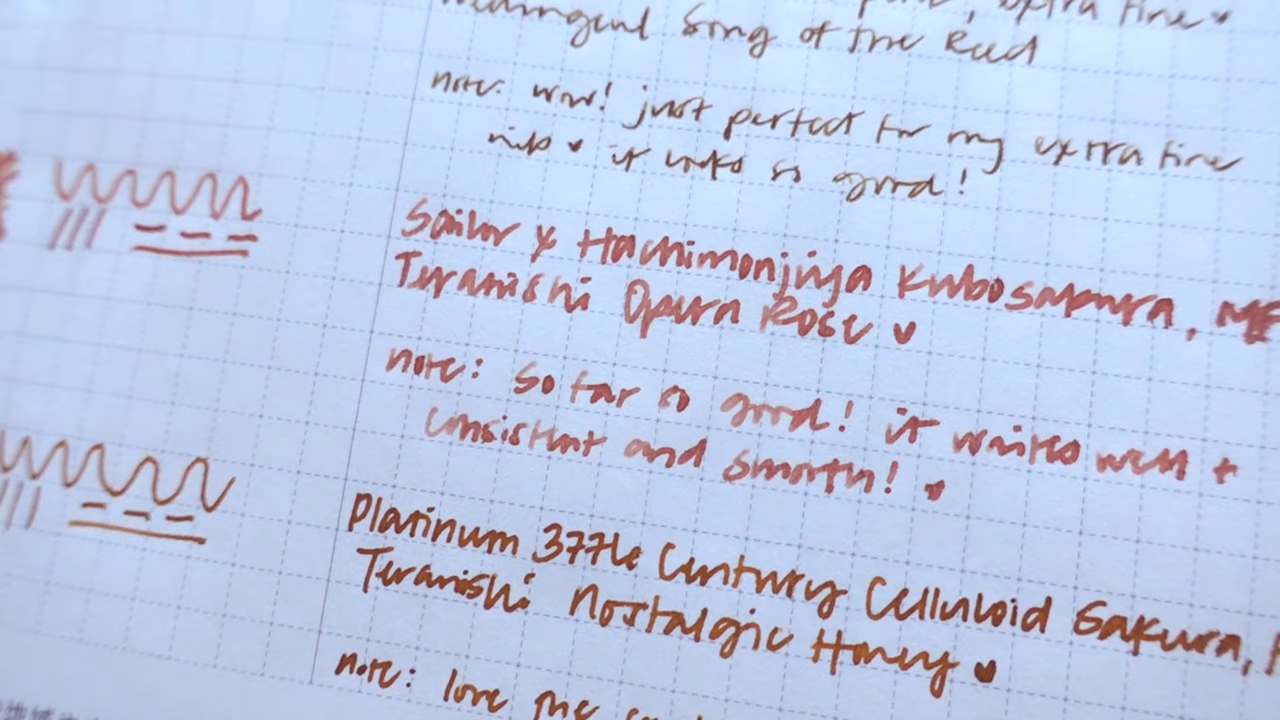 extra fine ♥
Song of the Reed
note: wow! just perfect for my extra fine
nib ♥ it looks so good!
Sailor x Hachimonjiya Kubosakura, MF
Teranishi Opera Rose ♥
note: so far so good! it writes well +
consistent and smooth! ♥
Platinum 3776 Century Celluloid Sakura,
Teranishi Nostalgic Honey ♥
note: love the